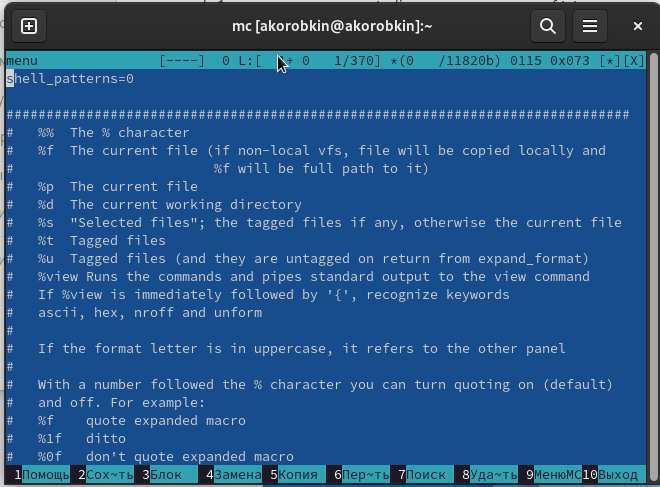 mc [akorobkin@akorobkin]:~
menu [----] 0 L:[ + 0 1/370] *(0 /11820b) 0115 0x073 [*][X]
shell_patterns=0
##############################################################################
# %% The % character
# %f The current file (if non-local vfs, file will be copied locally and
# %f will be full path to it)
# %p The current file
# %d The current working directory
# %s "Selected files"; the tagged files if any, otherwise the current file
# %t Tagged files
# %u Tagged files (and they are untagged on return from expand_format)
# %view Runs the commands and pipes standard output to the view command
# If %view is immediately followed by '{', recognize keywords
# ascii, hex, nroff and unform
#
# If the format letter is in uppercase, it refers to the other panel
#
# With a number followed the % character you can turn quoting on (default)
# and off. For example:
# %f quote expanded macro
# %1f ditto
# %0f don't quote expanded macro
1Помощь 2Сох~ть 3Блок 4Замена 5Копия 6Пер~ть 7Поиск 8Уда~ть 9МенюMC 10Выход